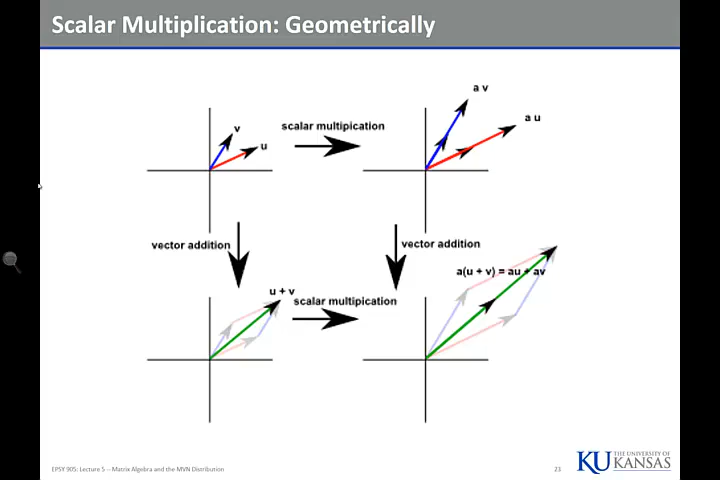 Scalar Multiplication: Geometrically
a v
a u
v
u
scalar multipication
vector addition
vector addition
a(u + v) = au + av
u + v
scalar multipication
EPSY 905: Lecture 5 -- Matrix Algebra and the MVN Distribution
23
KU THE UNIVERSITY OF
KANSAS